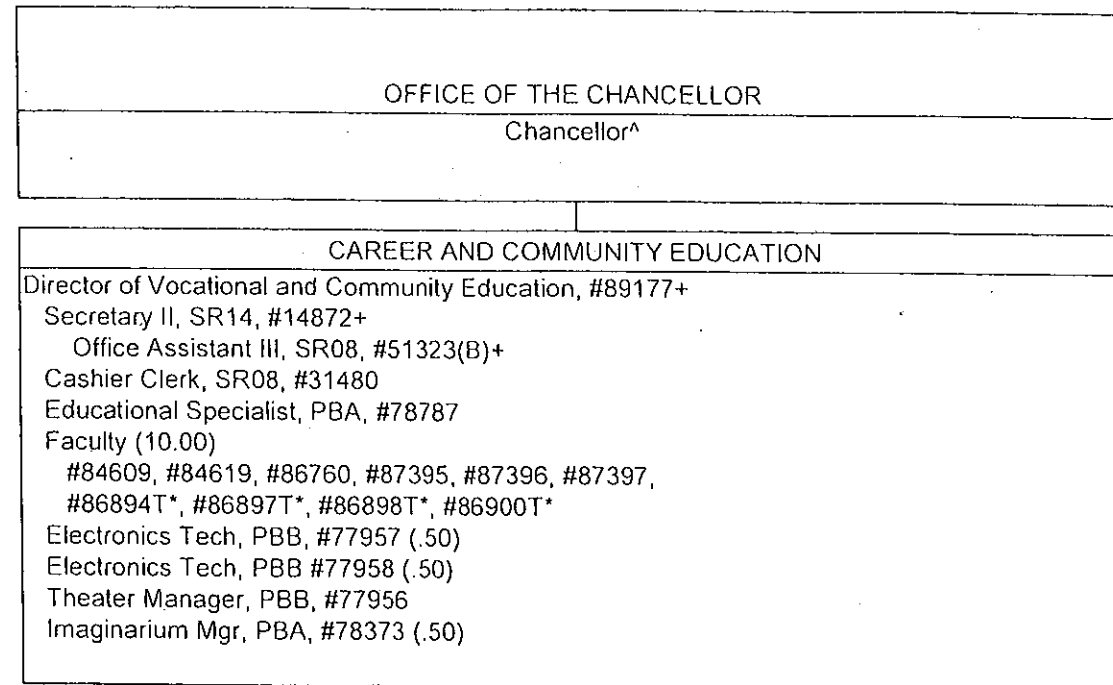 OFFICE OF THE CHANCELLOR
Chancellor^
CAREER AND COMMUNITY EDUCATION
Director of Vocational and Community Education, #89177+
Secretary II, SR14, #14872+
Office Assistant III, SR08, #51323(B)+
Cashier Clerk, SR08, #31480
Educational Specialist, PBA, #78787
Faculty (10.00)
#84609, #84619, #86760, #87395, #87396, #87397,
#86894T*, #86897T*, #86898T*, #86900T*
Electronics Tech, PBB, #77957 (.50)
Electronics Tech, PBB #77958 (.50)
Theater Manager, PBB, #77956
Imaginarium Mgr, PBA, #78373 (.50)